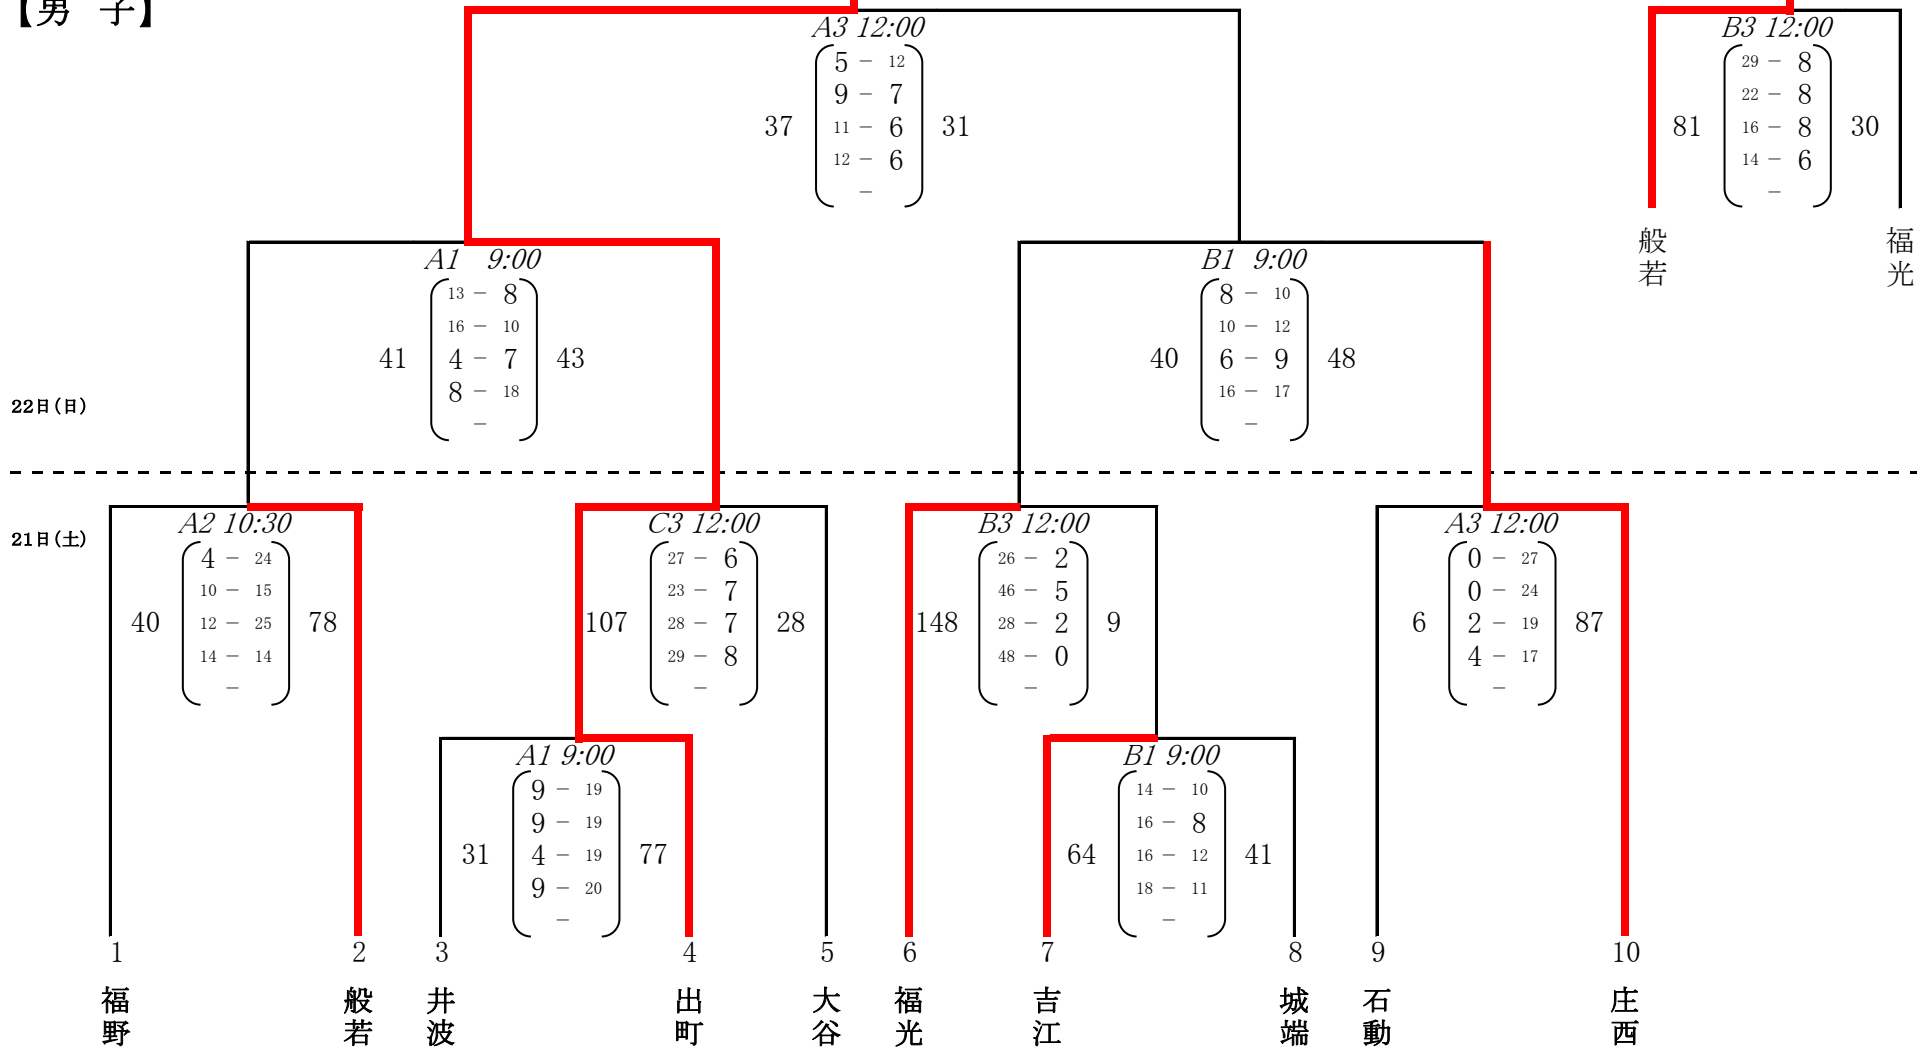 【男 子】
A3 12:00
5 - 12
9 - 7
37 11 - 6 31
12 - 6
-
B3 12:00
29 - 8
22 - 8
81 16 - 8 30
14 - 6
-
般若
福光
A1 9:00
13 - 8
16 - 10
41 4 - 7 43
8 - 18
-
B1 9:00
8 - 10
10 - 12
40 6 - 9 48
16 - 17
-
22日(日)
21日(土)
A2 10:30
4 - 24
10 - 15
40 12 - 25 78
14 - 14
-
C3 12:00
27 - 6
23 - 7
107 28 - 7 28
29 - 8
-
B3 12:00
26 - 2
46 - 5
148 28 - 2 9
48 - 0
-
A3 12:00
0 - 27
0 - 24
6 2 - 19 87
4 - 17
-
A1 9:00
9 - 19
9 - 19
31 4 - 19 77
9 - 20
-
B1 9:00
14 - 10
16 - 8
64 16 - 12 41
18 - 11
-
1 2 3 4 5 6 7 8 9 10
福野
般若
井波
出町
大谷
福光
吉江
城端
石動
庄西